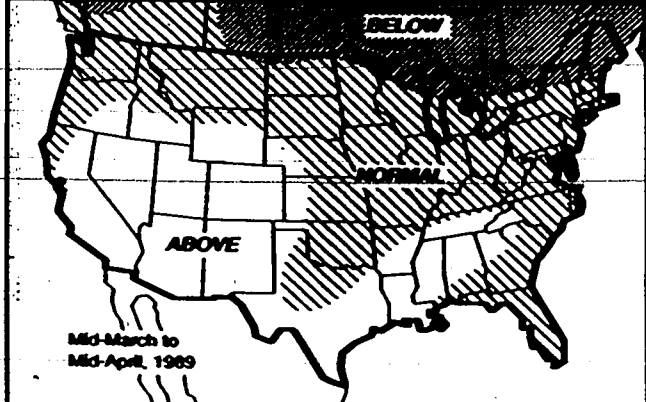 BELOW
NORMAL
ABOVE
Mid-March to
Mid-April, 1989